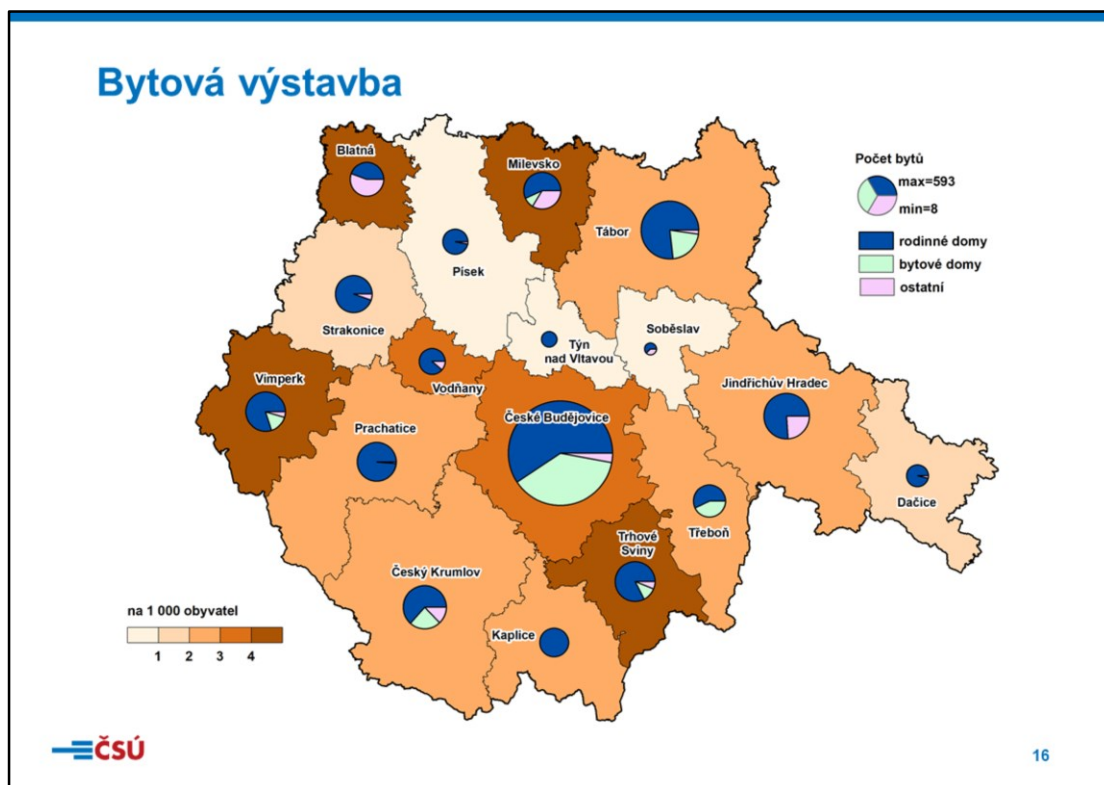 Bytová výstavba
Blatná
Milevsko
Písek
Tábor
Strakonice
Týn
nad Vltavou
Soběslav
Vodňany
Vimperk
Prachatice
České Budějovice
Jindřichův Hradec
Dačice
Třeboň
Trhové
Sviny
Český Krumlov
Kaplice
Počet bytů
max=593
min=8
rodinné domy
bytové domy
ostatní
na 1 000 obyvatel
1 2 3 4
ČSÚ
16